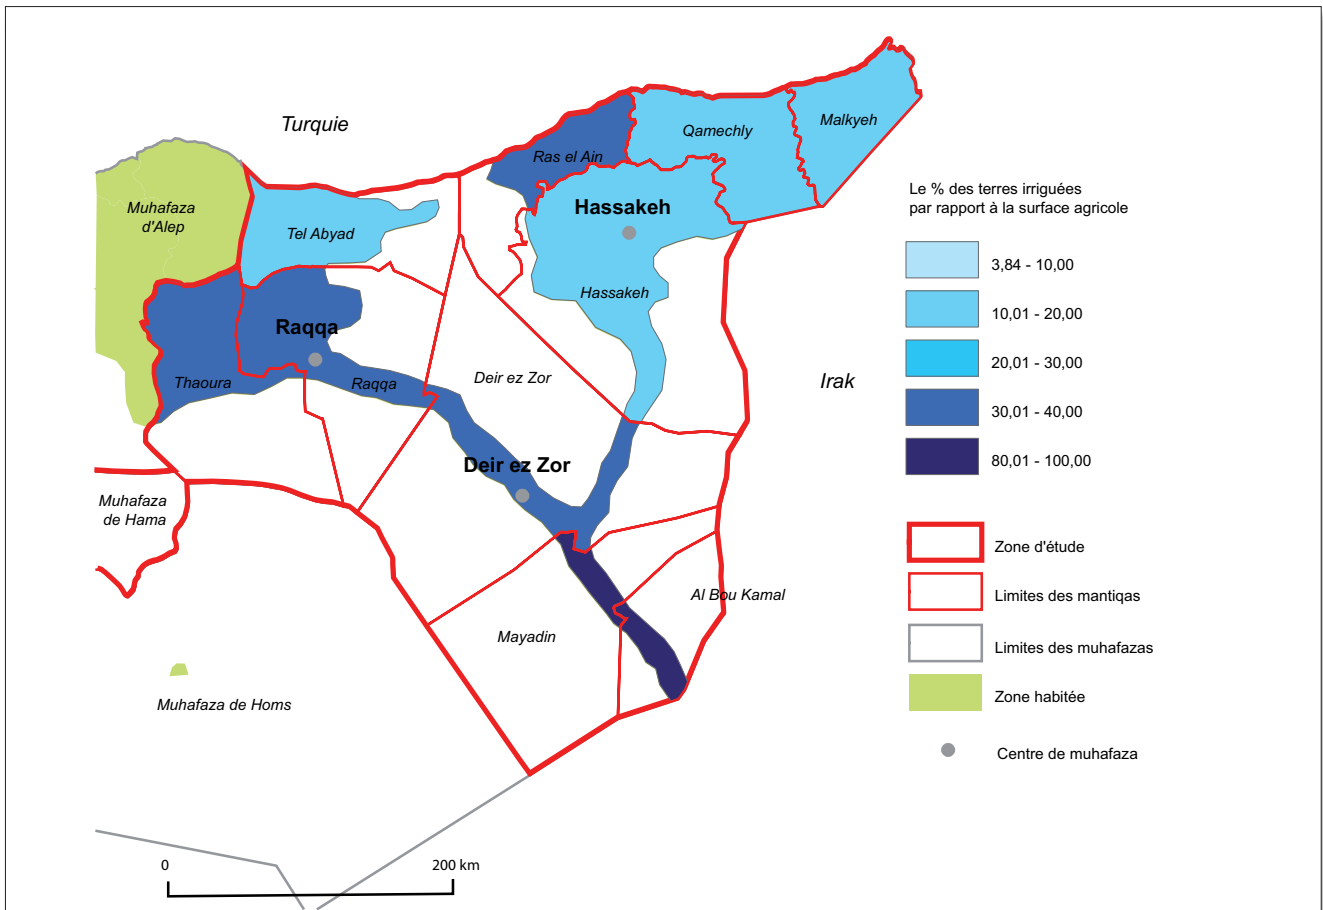 Turquie
Malkyeh
Qamechly
Ras el Ain
Muhafaza
d'Alep
Hassakeh
Tel Abyad
Hassakeh
Raqqa
Thaoura
Raqqa
Deir ez Zor
Irak
Deir ez Zor
Muhafaza
de Hama
Al Bou Kamal
Mayadin
Muhafaza de Homs
0
200 km
Le % des terres irriguées
par rapport à la surface agricole
3,84 - 10,00
10,01 - 20,00
20,01 - 30,00
30,01 - 40,00
80,01 - 100,00
Zone d'étude
Limites des mantiqas
Limites des muhafazas
Zone habitée
Centre de muhafaza